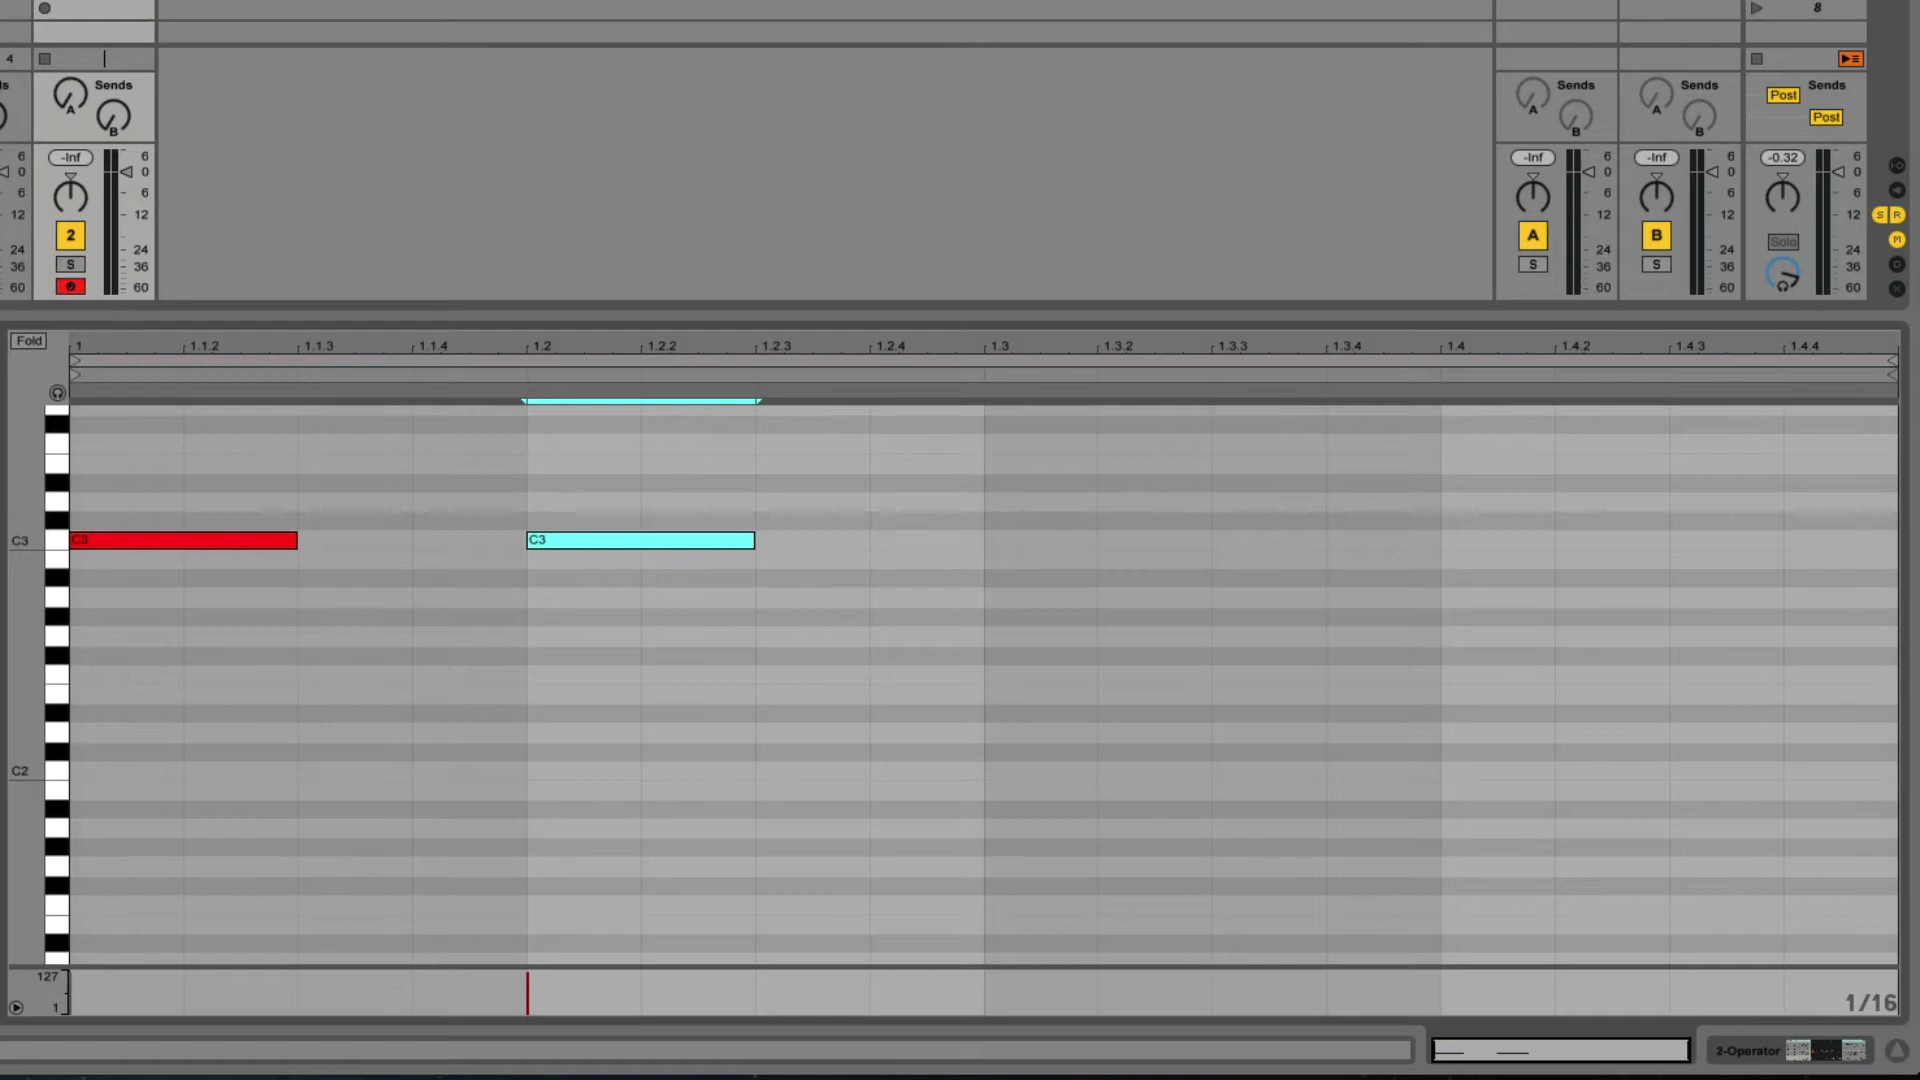 8
4
ls A Sends B
A Sends B
A Sends B
Post Sends
Post
6 -Inf 6 -Inf 6 -Inf 6 -0.32 6
0 0 0 0 0
6 6 6 6 6
12 12 12 12 S R
24 2 24 A 24 B 24 Solo 24 M
36 S 36 S 36 S 36 36 D
60 60 60 60 60 X
Fold 1 1.1.2 1.1.3 1.1.4 1.2 1.2.2 1.2.3 1.2.4 1.3 1.3.2 1.3.3 1.3.4 1.4 1.4.2 1.4.3 1.4.4
C3 C3 C3
C2
127
1 1/16
2-Operator